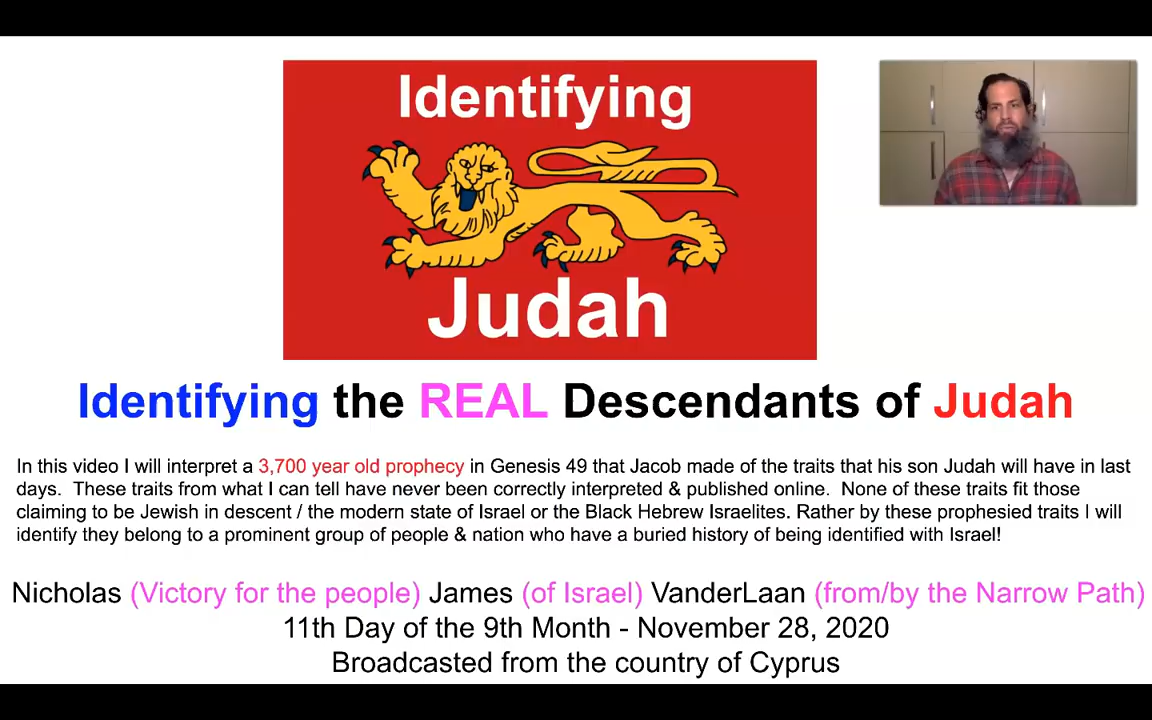 Identifying
Judah
Identifying the REAL Descendants of Judah
In this video I will interpret a 3,700 year old prophecy in Genesis 49 that Jacob made of the traits that his son Judah will have in last
days.  These traits from what I can tell have never been correctly interpreted & published online.  None of these traits fit those
claiming to be Jewish in descent / the modern state of Israel or the Black Hebrew Israelites. Rather by these prophesied traits I will
identify they belong to a prominent group of people & nation who have a buried history of being identified with Israel!
Nicholas (Victory for the people) James (of Israel) VanderLaan (from/by the Narrow Path)
11th Day of the 9th Month - November 28, 2020
Broadcasted from the country of Cyprus